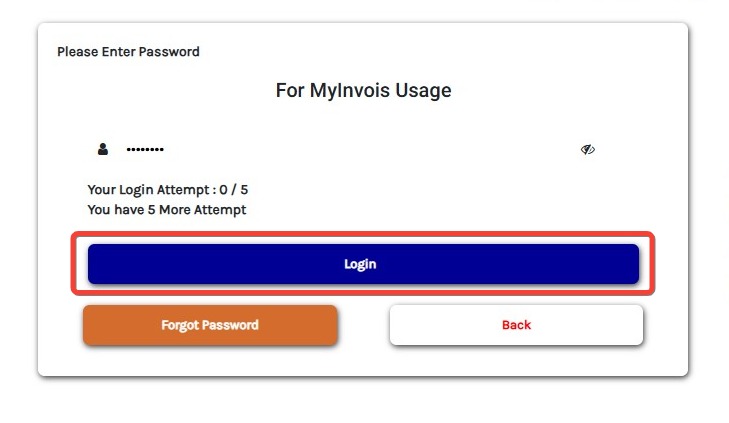 Please Enter Password
For MyInvois Usage
••••••••
Your Login Attempt : 0 / 5
You have 5 More Attempt
Login
Forgot Password
Back